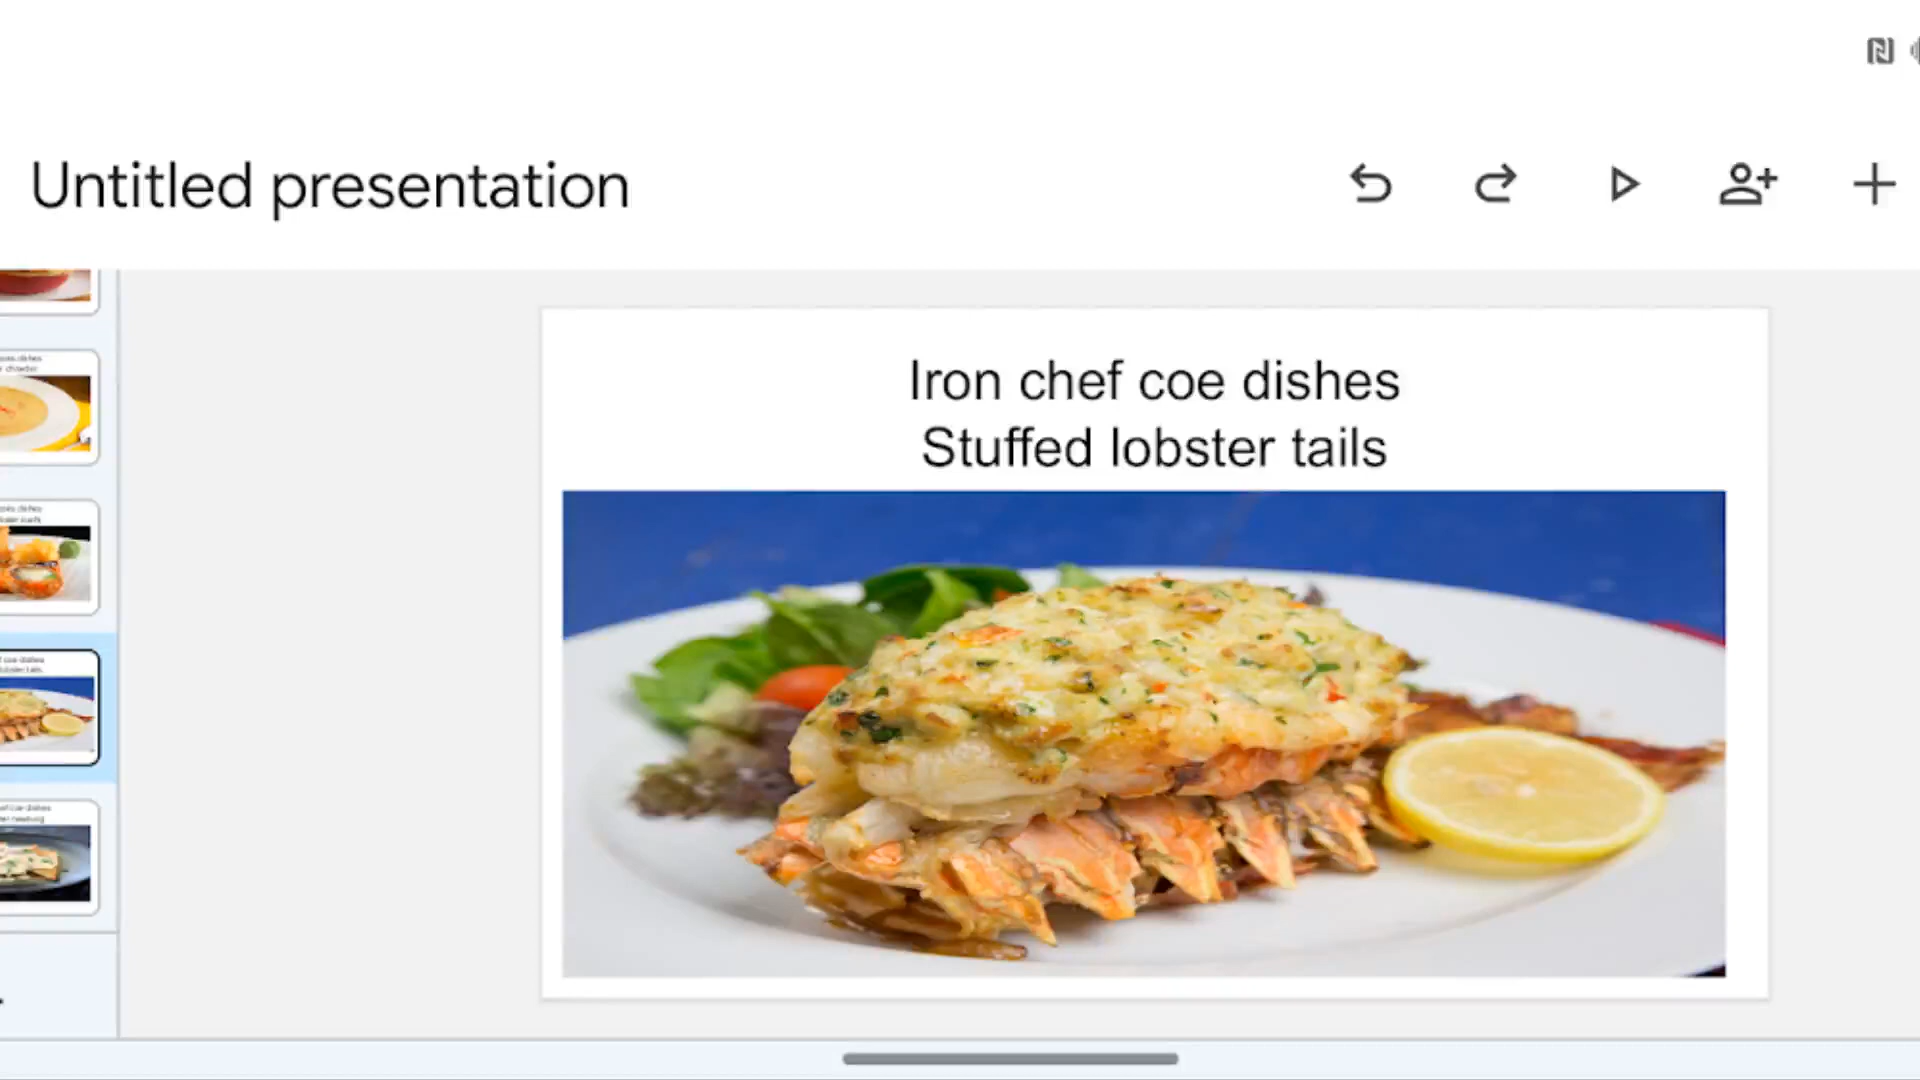 Untitled presentation
Iron chef coe dishes
Stuffed lobster tails